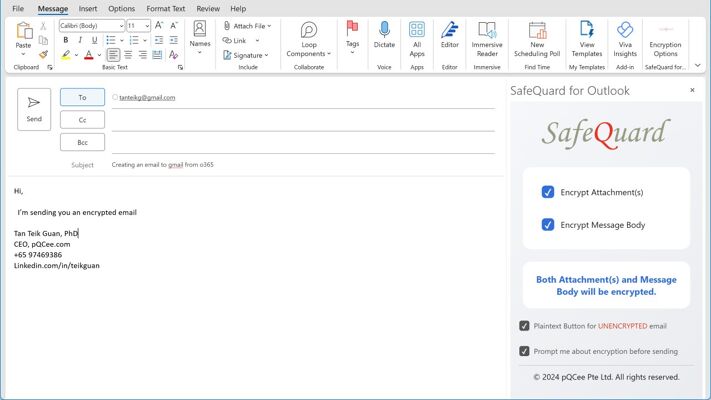 File Message Insert Options Format Text Review Help
Paste
Clipboard
Calibri (Body) 11 A A
B I U A
Basic Text
Names
Attach File
Link
Signature
Include
Loop
Components
Collaborate
Tags
Tags
Dictate
Voice
All
Apps
Apps
Editor
Editor
Immersive
Reader
Immersive
New
Scheduling Poll
Find Time
View
Templates
My Templates
Viva
Insights
Add-in
Encryption
Options
SafeQuard for...
Send
To tanteikg@gmail.com
Cc
Bcc
Subject Creating an email to gmail from o365
Hi,
I'm sending you an encrypted email
Tan Teik Guan, PhD
CEO, pQCee.com
+65 97469386
Linkedin.com/in/teikguan
SafeQuard for Outlook ×
SafeQuard
Encrypt Attachment(s)
Encrypt Message Body
Both Attachment(s) and Message
Body will be encrypted.
Plaintext Button for UNENCRYPTED email
Prompt me about encryption before sending
© 2024 pQCee Pte Ltd. All rights reserved.